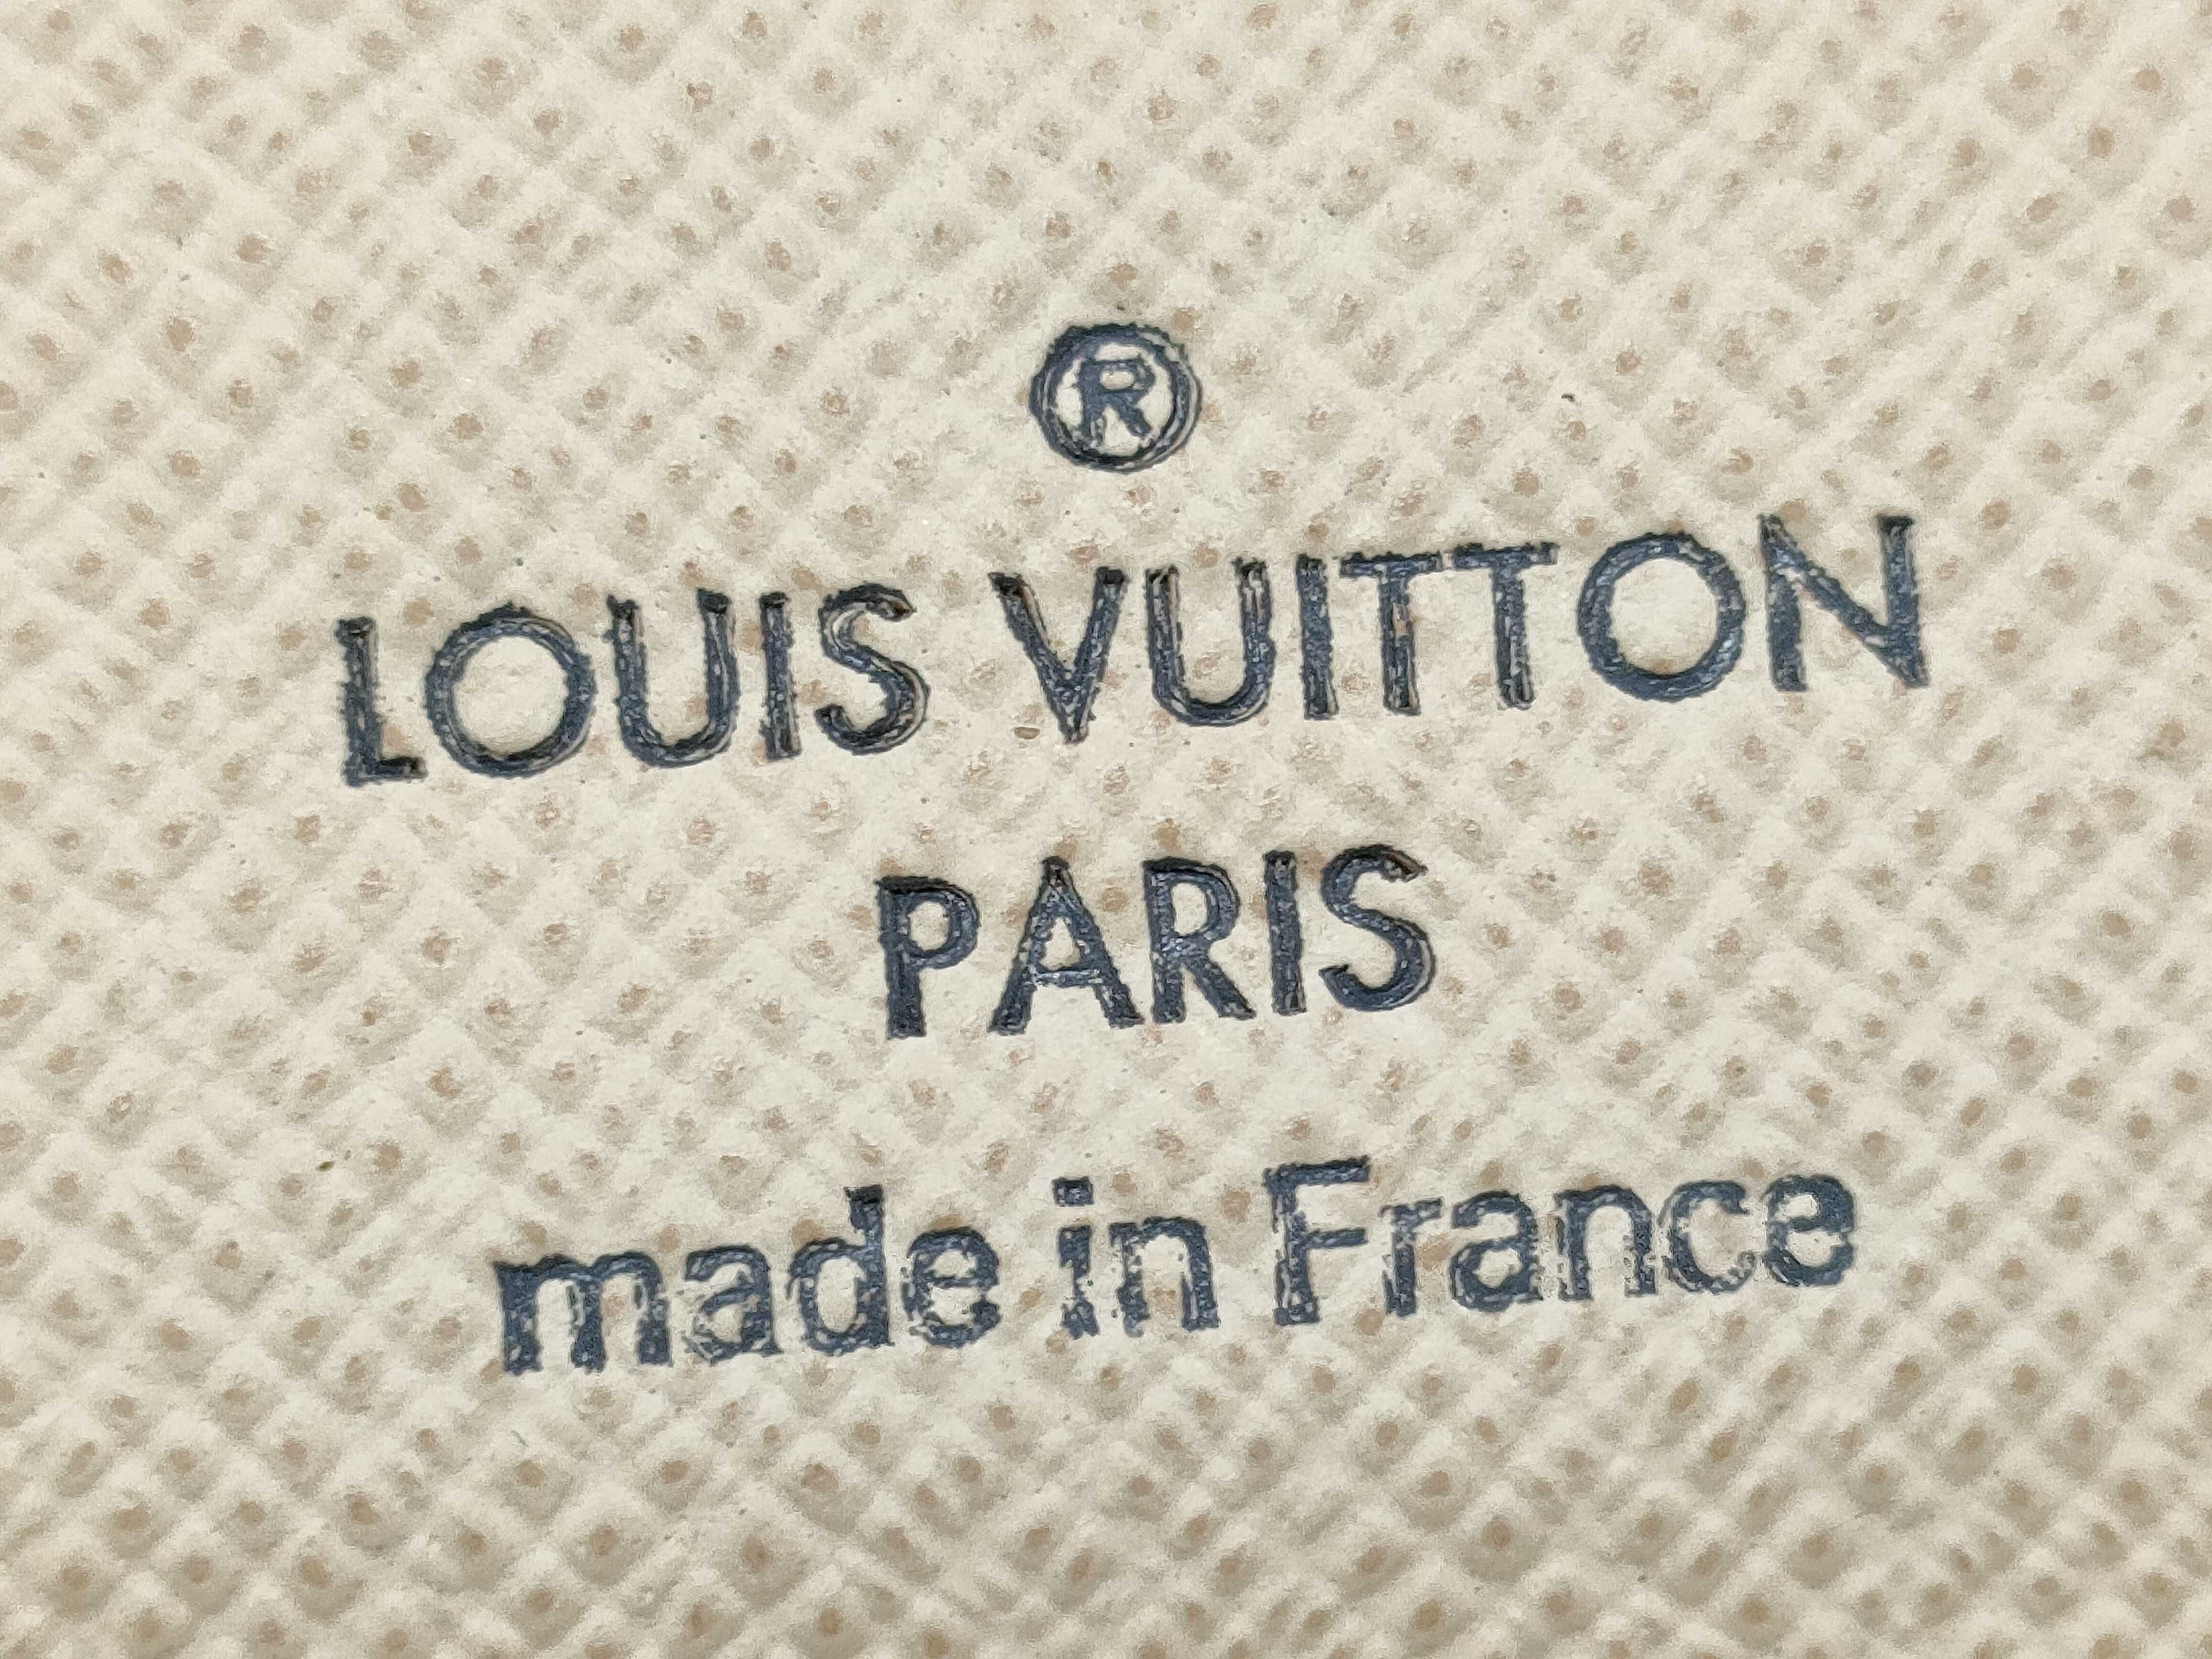 ®
LOUIS VUITTON
PARIS
made in France